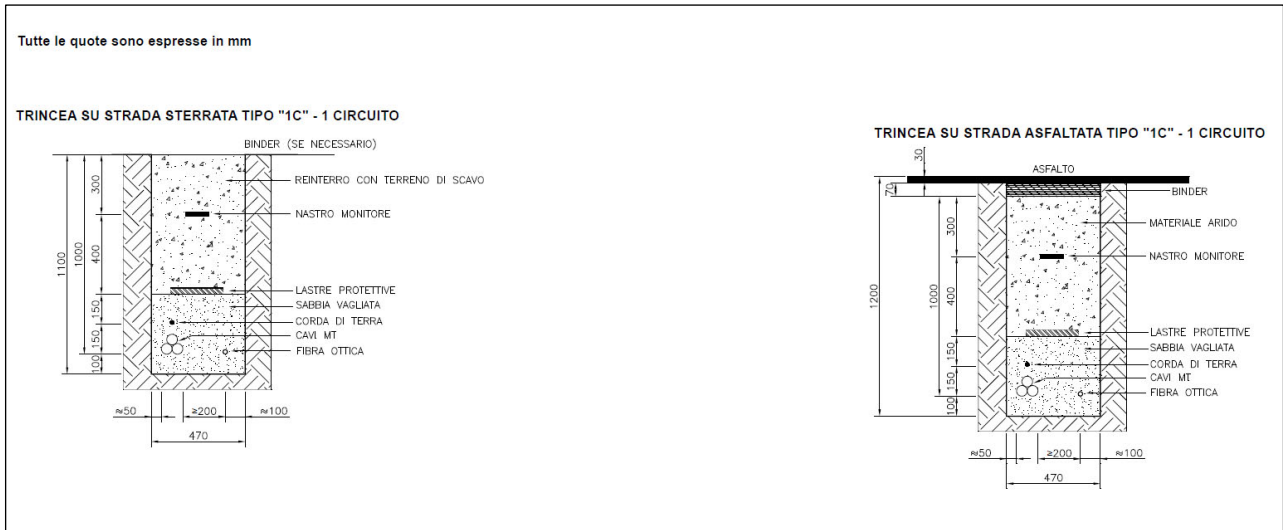 Tutte le quote sono espresse in mm
TRINCEA SU STRADA STERRATA TIPO "1C" - 1 CIRCUITO
BINDER (SE NECESSARIO)
REINTERRO CON TERRENO DI SCAVO
NASTRO MONITORE
LASTRE PROTETTIVE
SABBIA VAGLIATA
CORDA DI TERRA
CAVI MT
FIBRA OTTICA
1100
1000
300
400
150
150
100
≈50
≥200
≈100
470
TRINCEA SU STRADA ASFALTATA TIPO "1C" - 1 CIRCUITO
30
ASFALTO
70
BINDER
MATERIALE ARIDO
NASTRO MONITORE
LASTRE PROTETTIVE
SABBIA VAGLIATA
CORDA DI TERRA
CAVI MT
FIBRA OTTICA
1200
1000
300
400
150
150
100
≈50
≥200
≈100
470